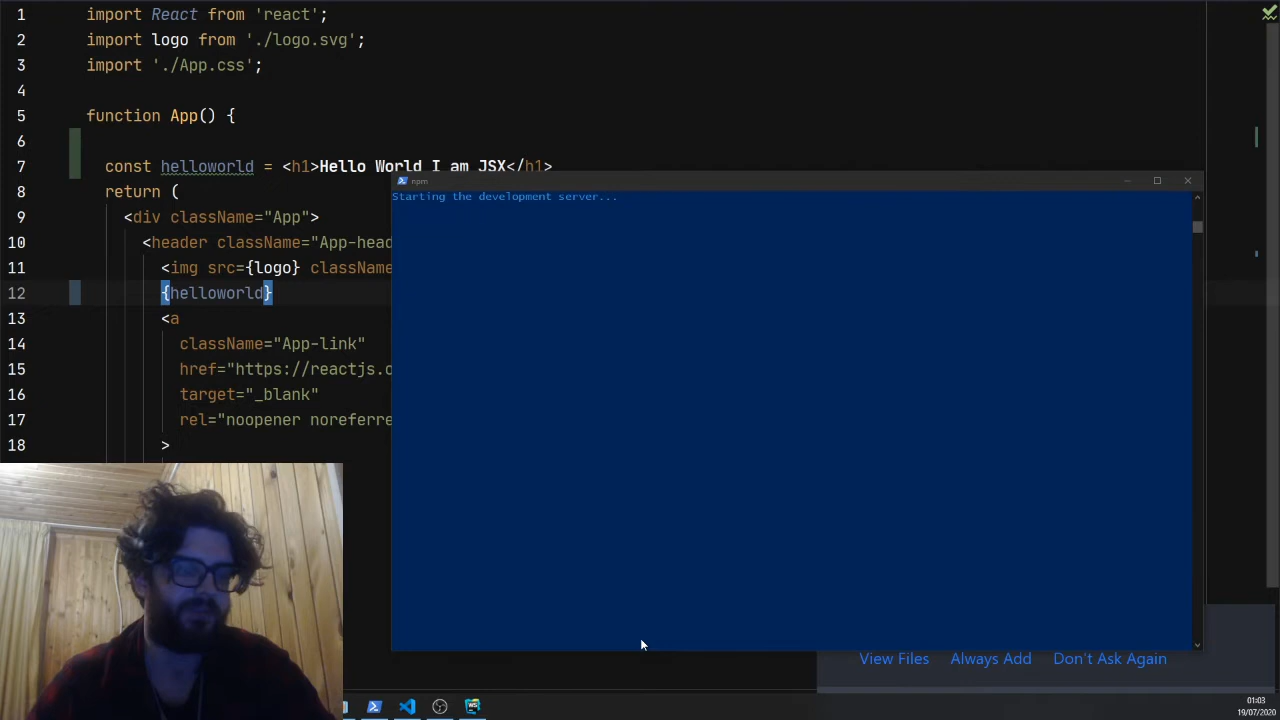 1 import React from 'react';
2 import logo from './logo.svg';
3 import './App.css';
4
5 function App() {
6
7 const helloworld = <h1>Hello World I am JSX</h1>
8 return (
9 <div className="App">
10 <header className="App-head
11 <img src={logo} className
12 {helloworld}
13 <a
14 className="App-link"
15 href="https://reactjs.o
16 target="_blank"
17 rel="noopener noreferre
18 >
npm
Starting the development server...
View Files Always Add Don't Ask Again
WS
01:03
19/07/2020